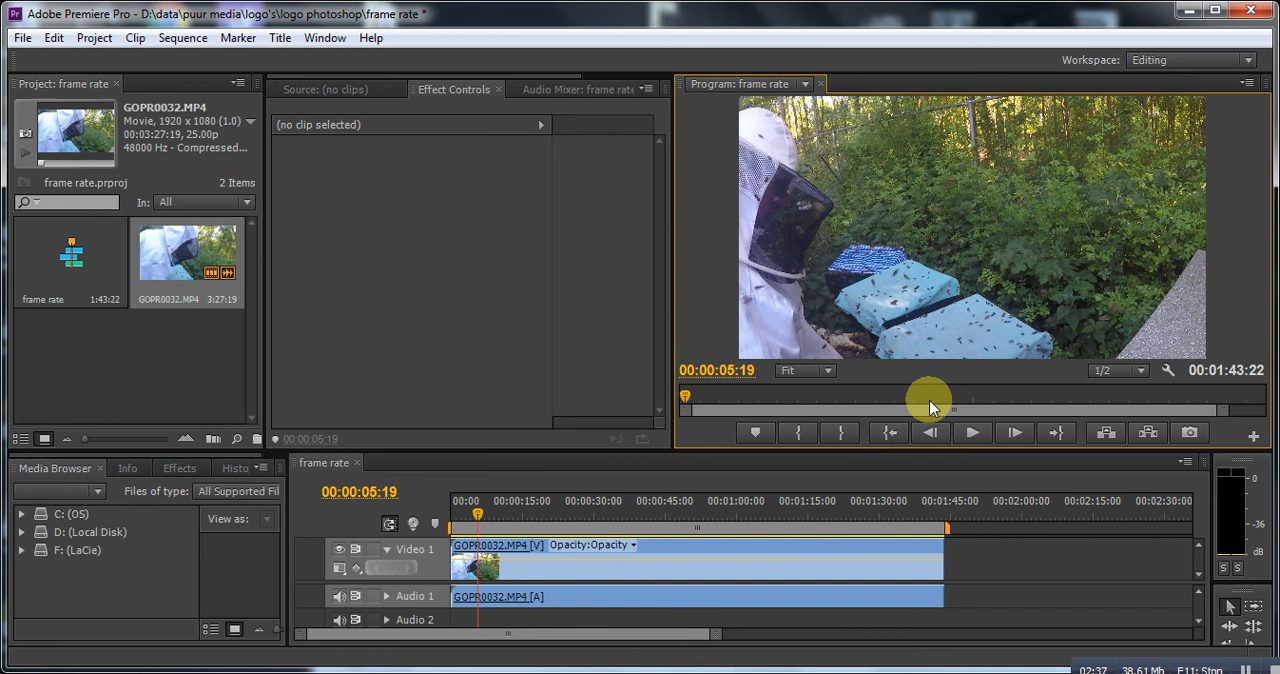 Adobe Premiere Pro - D:\data\puur media\logo's\logo photoshop\frame rate *
File Edit Project Clip Sequence Marker Title Window Help
Workspace: Editing
Project: frame rate
Source: (no clips) Effect Controls Audio Mixer: frame rate
Program: frame rate
GOPR0032.MP4
Movie, 1920 x 1080 (1.0)
00:03:27:19, 25.00p
48000 Hz - Compressed...
(no clip selected)
frame rate.prproj 2 Items
In: All
frame rate 1:43:22 GOPR0032.MP4 3:27:19
00:00:05:19 Fit 1/2 00:01:43:22
00:00:05:19
Media Browser Info Effects Histo
frame rate
Files of type: All Supported Fil
C: (OS)
D: (Local Disk)
F: (LaCie)
View as:
00:00:05:19
00:00 00:00:15:00 00:00:30:00 00:00:45:00 00:01:00:00 00:01:15:00 00:01:30:00 00:01:45:00 00:02:00:00 00:02:15:00 00:02:30:00
Video 1 GOPR0032.MP4 [V] Opacity:Opacity
Audio 1 GOPR0032.MP4 [A]
Audio 2
0
-36
dB
S S
02:37 38.61 Mb F11: Stop